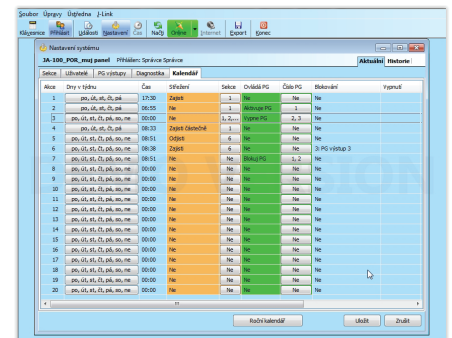 Soubor Úpravy Ústředna J-Link
Klávesnice Přihlásit Události Nastavení Čas Načti Online Internet Export Konec
Nastavení systému
JA-100_POR_muj panel Přihlášen: Správce Správce Aktuální Historie
Sekce Uživatelé PG výstupy Diagnostika Kalendář
Akce Dny v týdnu Čas Střežení Sekce Ovládá PG Číslo PG Blokování Vypnutí
1 po, út, st, čt, pá 17:30 Zajisti 1 Ne Ne Ne
2 po, út, st, čt, pá 06:55 Ne 1 Aktivuje PG 1 Ne
3 po, út, st, čt, pá, so, ne 00:00 Ne 1, 2,... Vypne PG 2, 3 Ne
4 po, út, st, čt, pá 08:33 Zajisti částečně 1 Ne Ne Ne
5 po, út, st, čt, pá, so, ne 08:51 Odjisti 6 Ne Ne Ne
6 po, út, st, čt, pá, so, ne 08:38 Zajisti 6 Ne Ne 3: PG výstup 3
7 po, út, st, čt, pá, so, ne 08:51 Ne Ne Blokuj PG 1, 2 Ne
8 po, út, st, čt, pá, so, ne 00:00 Ne Ne Ne Ne Ne
9 po, út, st, čt, pá, so, ne 00:00 Ne Ne Ne Ne Ne
10 po, út, st, čt, pá, so, ne 00:00 Ne Ne Ne Ne Ne
11 po, út, st, čt, pá, so, ne 00:00 Ne Ne Ne Ne Ne
12 po, út, st, čt, pá, so, ne 00:00 Ne Ne Ne Ne Ne
13 po, út, st, čt, pá, so, ne 00:00 Ne Ne Ne Ne Ne
14 po, út, st, čt, pá, so, ne 00:00 Ne Ne Ne Ne Ne
15 po, út, st, čt, pá, so, ne 00:00 Ne Ne Ne Ne Ne
16 po, út, st, čt, pá, so, ne 00:00 Ne Ne Ne Ne Ne
17 po, út, st, čt, pá, so, ne 00:00 Ne Ne Ne Ne Ne
18 po, út, st, čt, pá, so, ne 00:00 Ne Ne Ne Ne Ne
19 po, út, st, čt, pá, so, ne 00:00 Ne Ne Ne Ne Ne
20 po, út, st, čt, pá, so, ne 00:00 Ne Ne Ne Ne Ne
Roční kalendář Uložit Zrušit